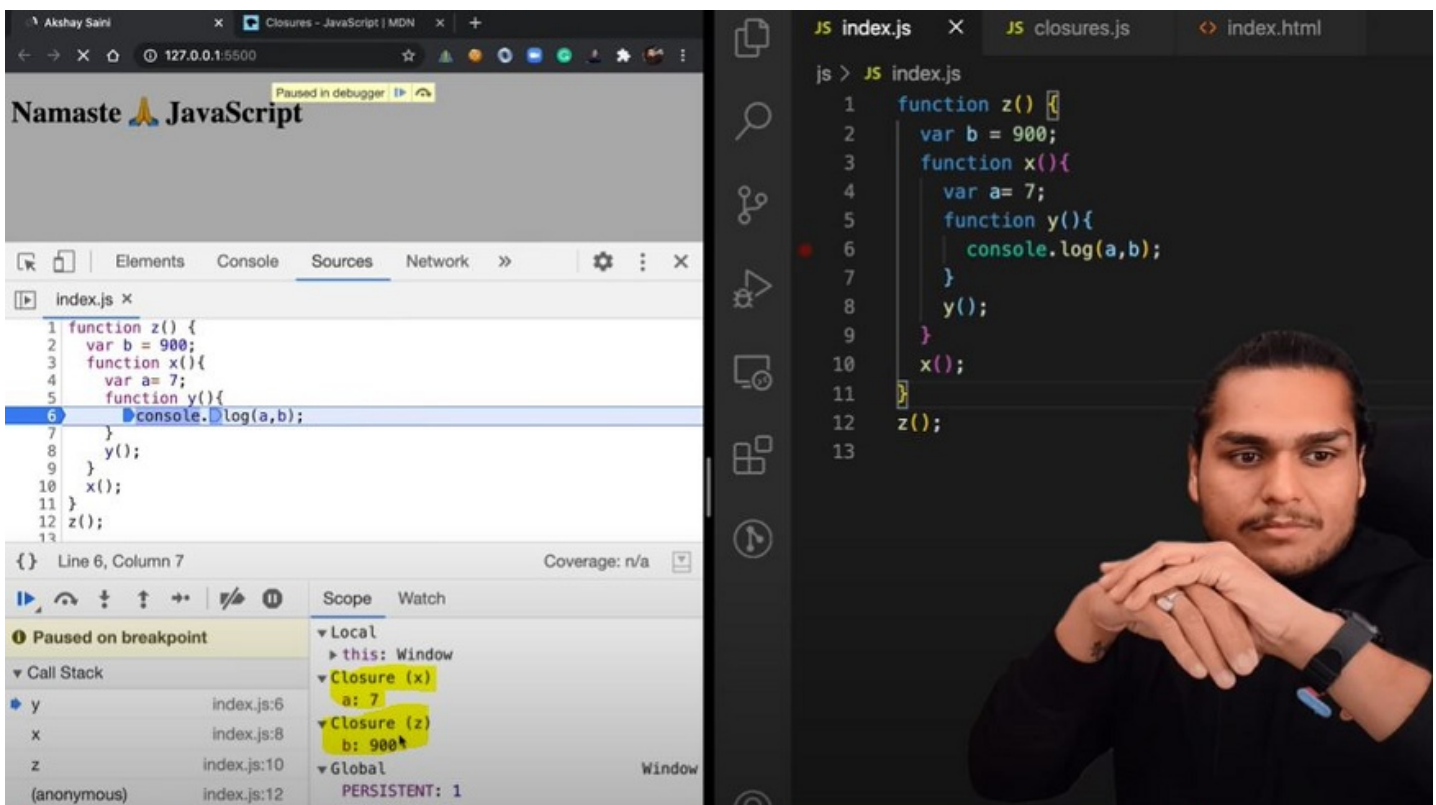 Akshay Saini × Closures - JavaScript | MDN × +
127.0.0.1:5500
Paused in debugger
Namaste 🙏 JavaScript
Elements Console Sources Network » ⋮ ×
index.js ×
1 function z() {
2 var b = 900;
3 function x(){
4 var a= 7;
5 function y(){
6 console.log(a,b);
7 }
8 y();
9 }
10 x();
11 }
12 z();
13
{} Line 6, Column 7 Coverage: n/a
Scope Watch
Paused on breakpoint
▾ Call Stack
y index.js:6
x index.js:8
z index.js:10
(anonymous) index.js:12
▾ Local
▸ this: Window
▾ Closure (x)
a: 7
▾ Closure (z)
b: 900
▾ Global Window
PERSISTENT: 1
JS index.js × JS closures.js <> index.html
js > JS index.js
1 function z() {
2 var b = 900;
3 function x(){
4 var a= 7;
5 function y(){
6 console.log(a,b);
7 }
8 y();
9 }
10 x();
11 }
12 z();
13